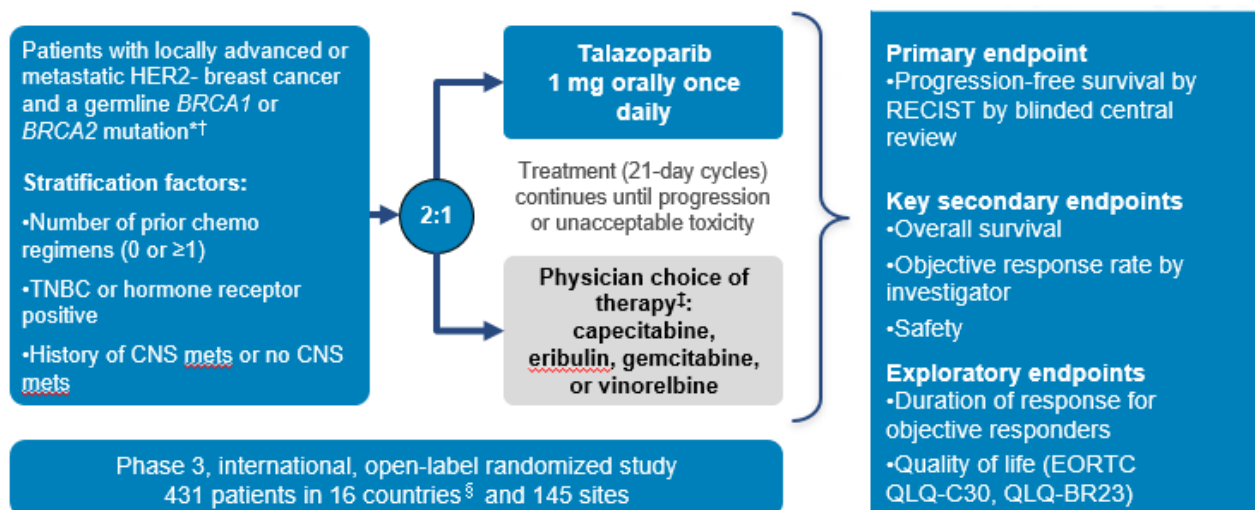 Patients with locally advanced or
metastatic HER2- breast cancer
and a germline BRCA1 or
BRCA2 mutation*†
Stratification factors:
•Number of prior chemo
regimens (0 or ≥1)
•TNBC or hormone receptor
positive
•History of CNS mets or no CNS
mets
2:1
Talazoparib
1 mg orally once
daily
Treatment (21-day cycles)
continues until progression
or unacceptable toxicity
Physician choice of
therapy‡:
capecitabine,
eribulin, gemcitabine,
or vinorelbine
Primary endpoint
•Progression-free survival by
RECIST by blinded central
review
Key secondary endpoints
•Overall survival
•Objective response rate by
investigator
•Safety
Exploratory endpoints
•Duration of response for
objective responders
•Quality of life (EORTC
QLQ-C30, QLQ-BR23)
Phase 3, international, open-label randomized study
431 patients in 16 countries§ and 145 sites